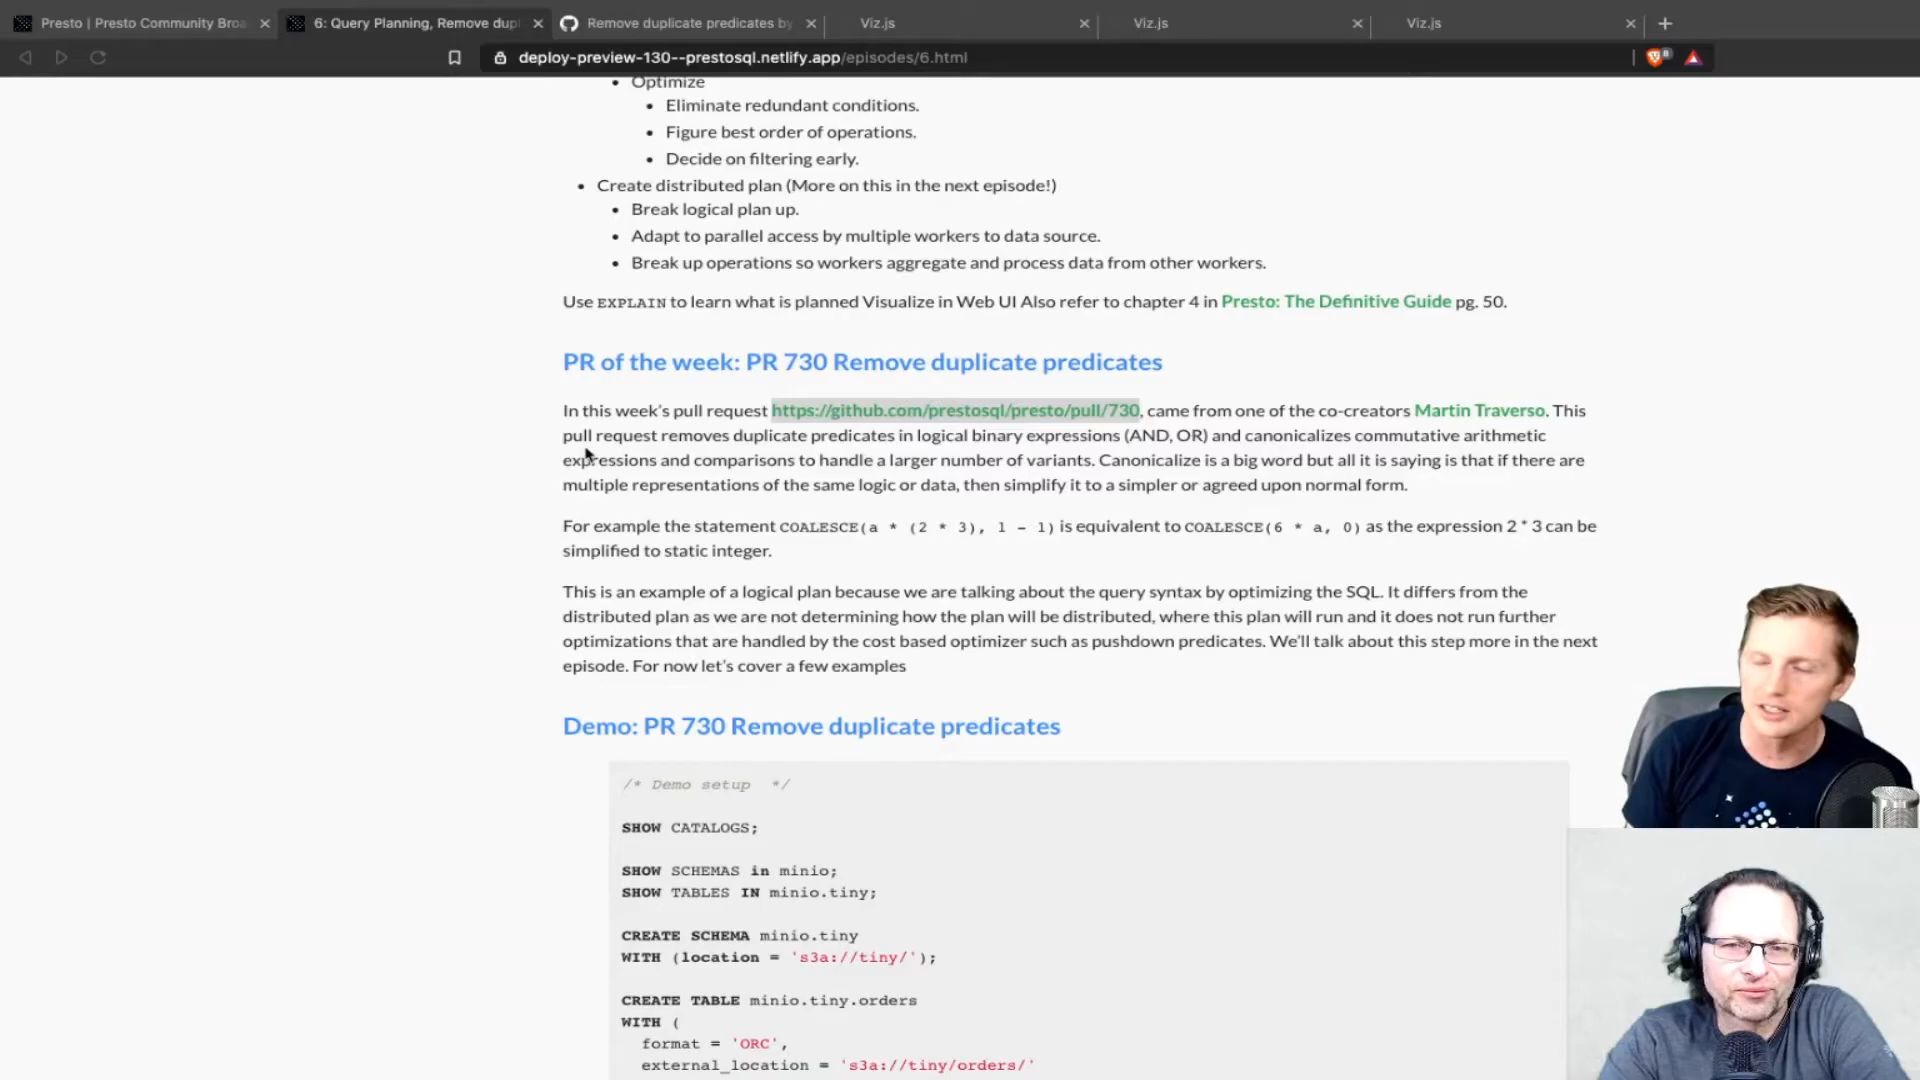 Presto | Presto Community Broa
6: Query Planning, Remove dupl
Remove duplicate predicates by
Viz.js
Viz.js
Viz.js
deploy-preview-130--prestosql.netlify.app/episodes/6.html
8
• Optimize
• Eliminate redundant conditions.
• Figure best order of operations.
• Decide on filtering early.
• Create distributed plan (More on this in the next episode!)
• Break logical plan up.
• Adapt to parallel access by multiple workers to data source.
• Break up operations so workers aggregate and process data from other workers.
Use EXPLAIN to learn what is planned Visualize in Web UI Also refer to chapter 4 in Presto: The Definitive Guide pg. 50.
PR of the week: PR 730 Remove duplicate predicates
In this week's pull request https://github.com/prestosql/presto/pull/730, came from one of the co-creators Martin Traverso. This
pull request removes duplicate predicates in logical binary expressions (AND, OR) and canonicalizes commutative arithmetic
expressions and comparisons to handle a larger number of variants. Canonicalize is a big word but all it is saying is that if there are
multiple representations of the same logic or data, then simplify it to a simpler or agreed upon normal form.
For example the statement COALESCE(a * (2 * 3), 1 - 1) is equivalent to COALESCE(6 * a, 0) as the expression 2 * 3 can be
simplified to static integer.
This is an example of a logical plan because we are talking about the query syntax by optimizing the SQL. It differs from the
distributed plan as we are not determining how the plan will be distributed, where this plan will run and it does not run further
optimizations that are handled by the cost based optimizer such as pushdown predicates. We'll talk about this step more in the next
episode. For now let's cover a few examples
Demo: PR 730 Remove duplicate predicates
/* Demo setup */
SHOW CATALOGS;
SHOW SCHEMAS in minio;
SHOW TABLES IN minio.tiny;
CREATE SCHEMA minio.tiny
WITH (location = 's3a://tiny/');
CREATE TABLE minio.tiny.orders
WITH (
format = 'ORC',
external_location = 's3a://tiny/orders/'